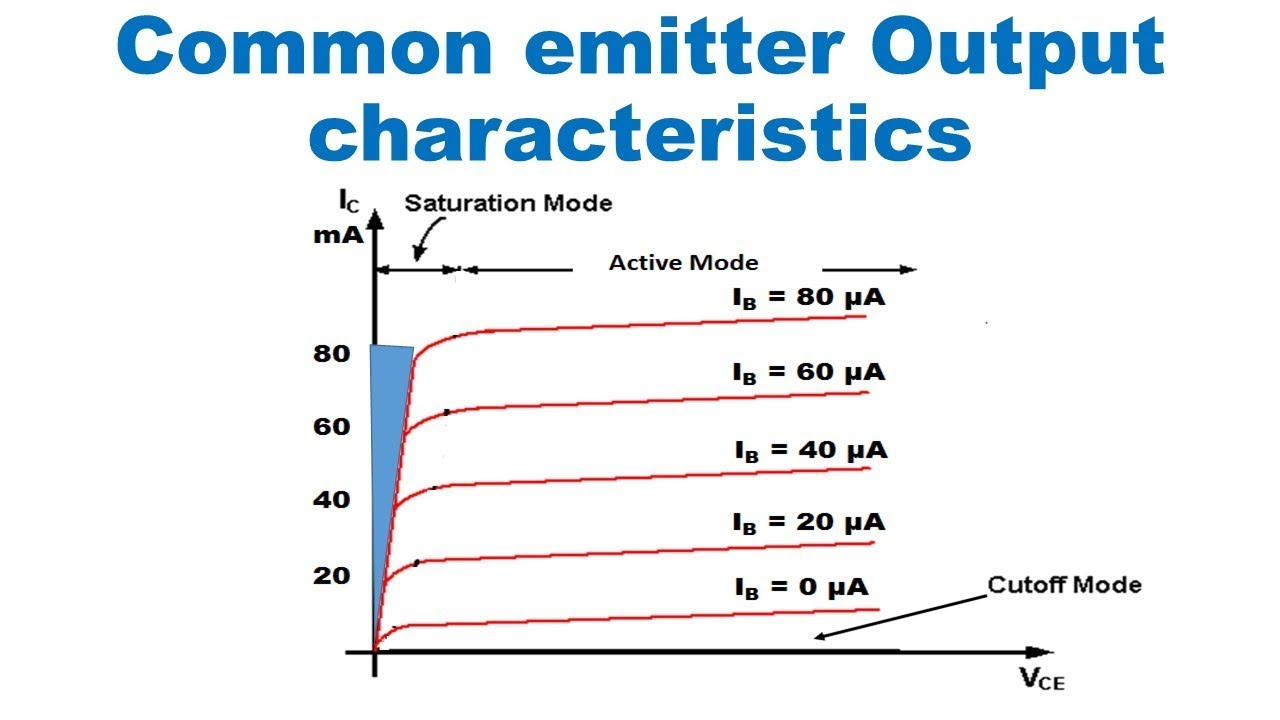 Common emitter Output
characteristics
IC
mA
Saturation Mode
Active Mode
IB = 80 µA
80
IB = 60 µA
60
IB = 40 µA
40
IB = 20 µA
20
IB = 0 µA
Cutoff Mode
VCE